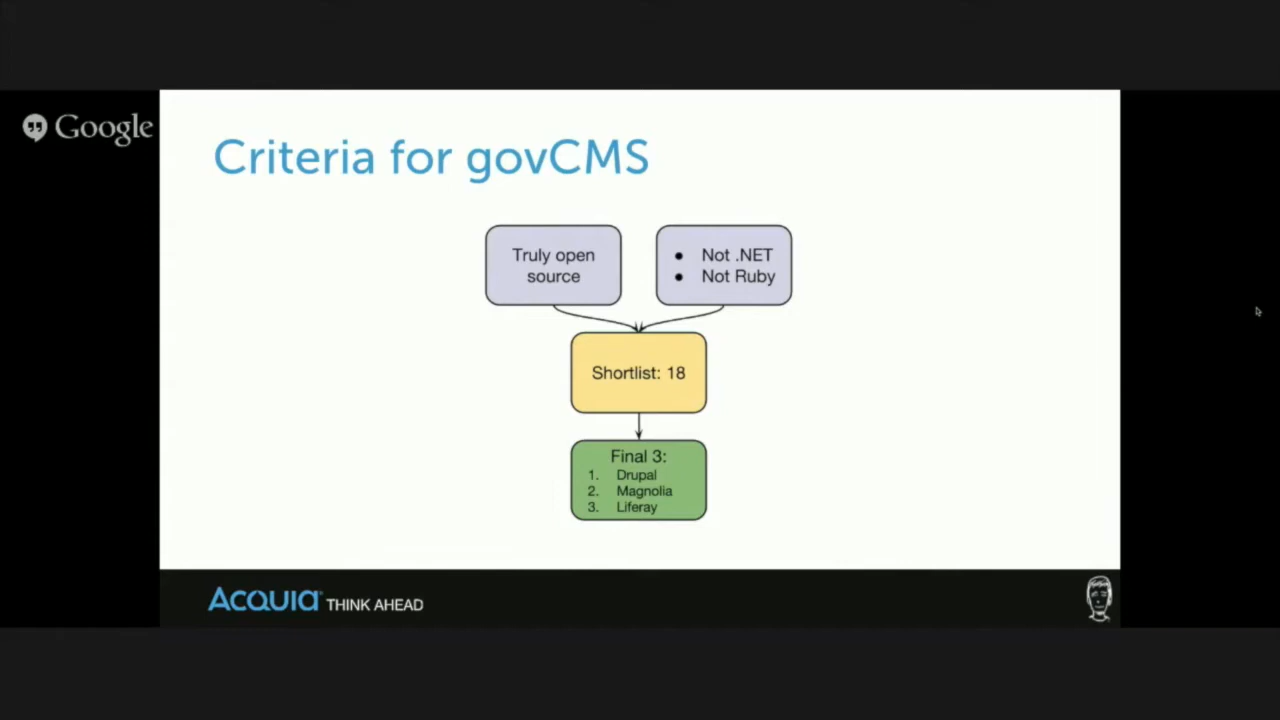 Google
Criteria for govCMS
Truly open
source
● Not .NET
● Not Ruby
Shortlist: 18
Final 3:
1. Drupal
2. Magnolia
3. Liferay
Acquia THINK AHEAD